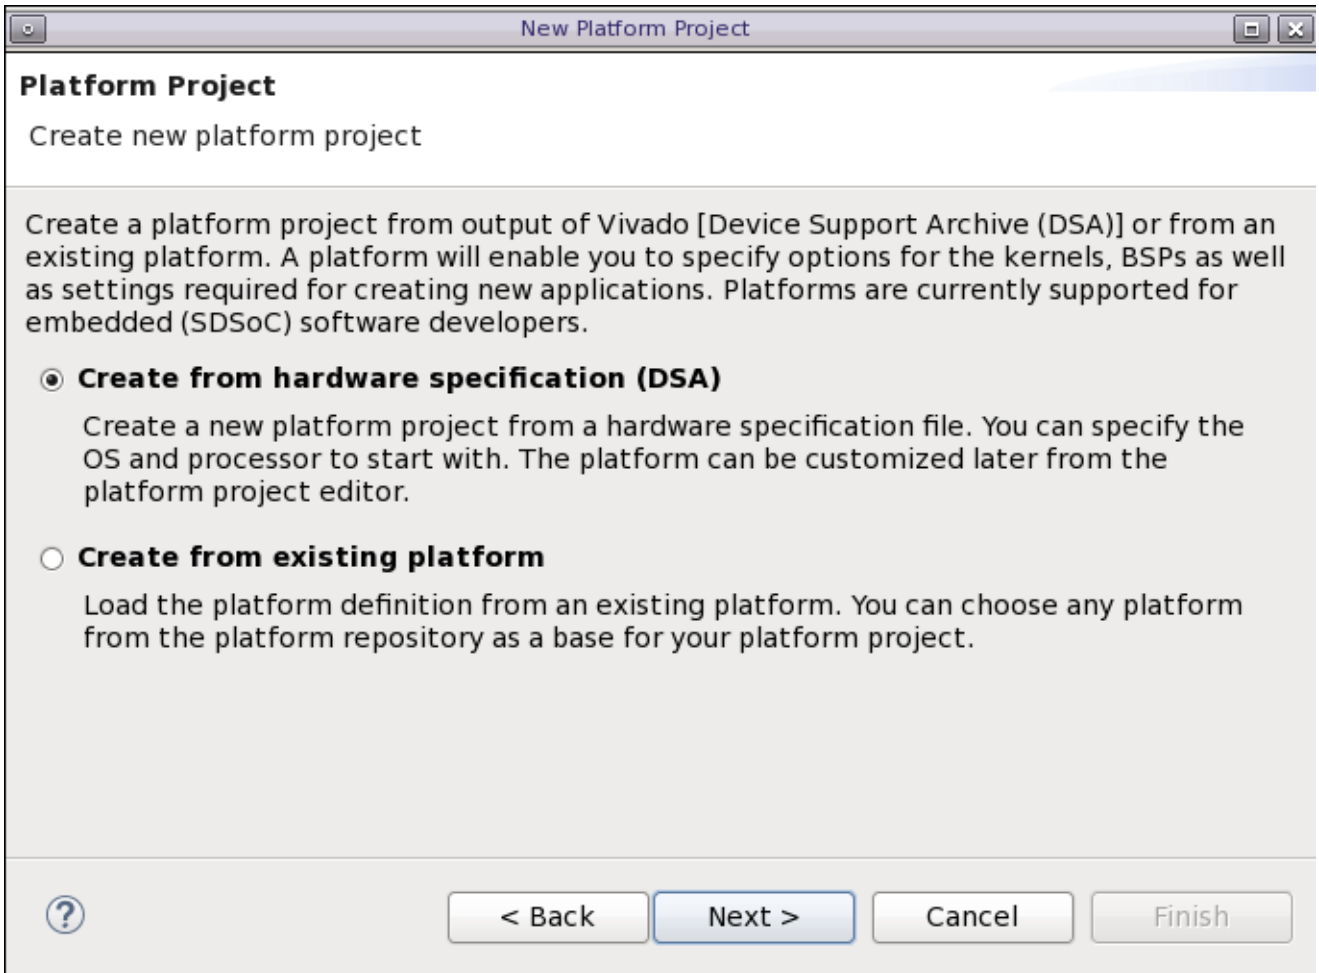 New Platform Project
Platform Project
Create new platform project
Create a platform project from output of Vivado [Device Support Archive (DSA)] or from an
existing platform. A platform will enable you to specify options for the kernels, BSPs as well
as settings required for creating new applications. Platforms are currently supported for
embedded (SDSoC) software developers.
Create from hardware specification (DSA)
Create a new platform project from a hardware specification file. You can specify the
OS and processor to start with. The platform can be customized later from the
platform project editor.
Create from existing platform
Load the platform definition from an existing platform. You can choose any platform
from the platform repository as a base for your platform project.
?
< Back Next > Cancel Finish